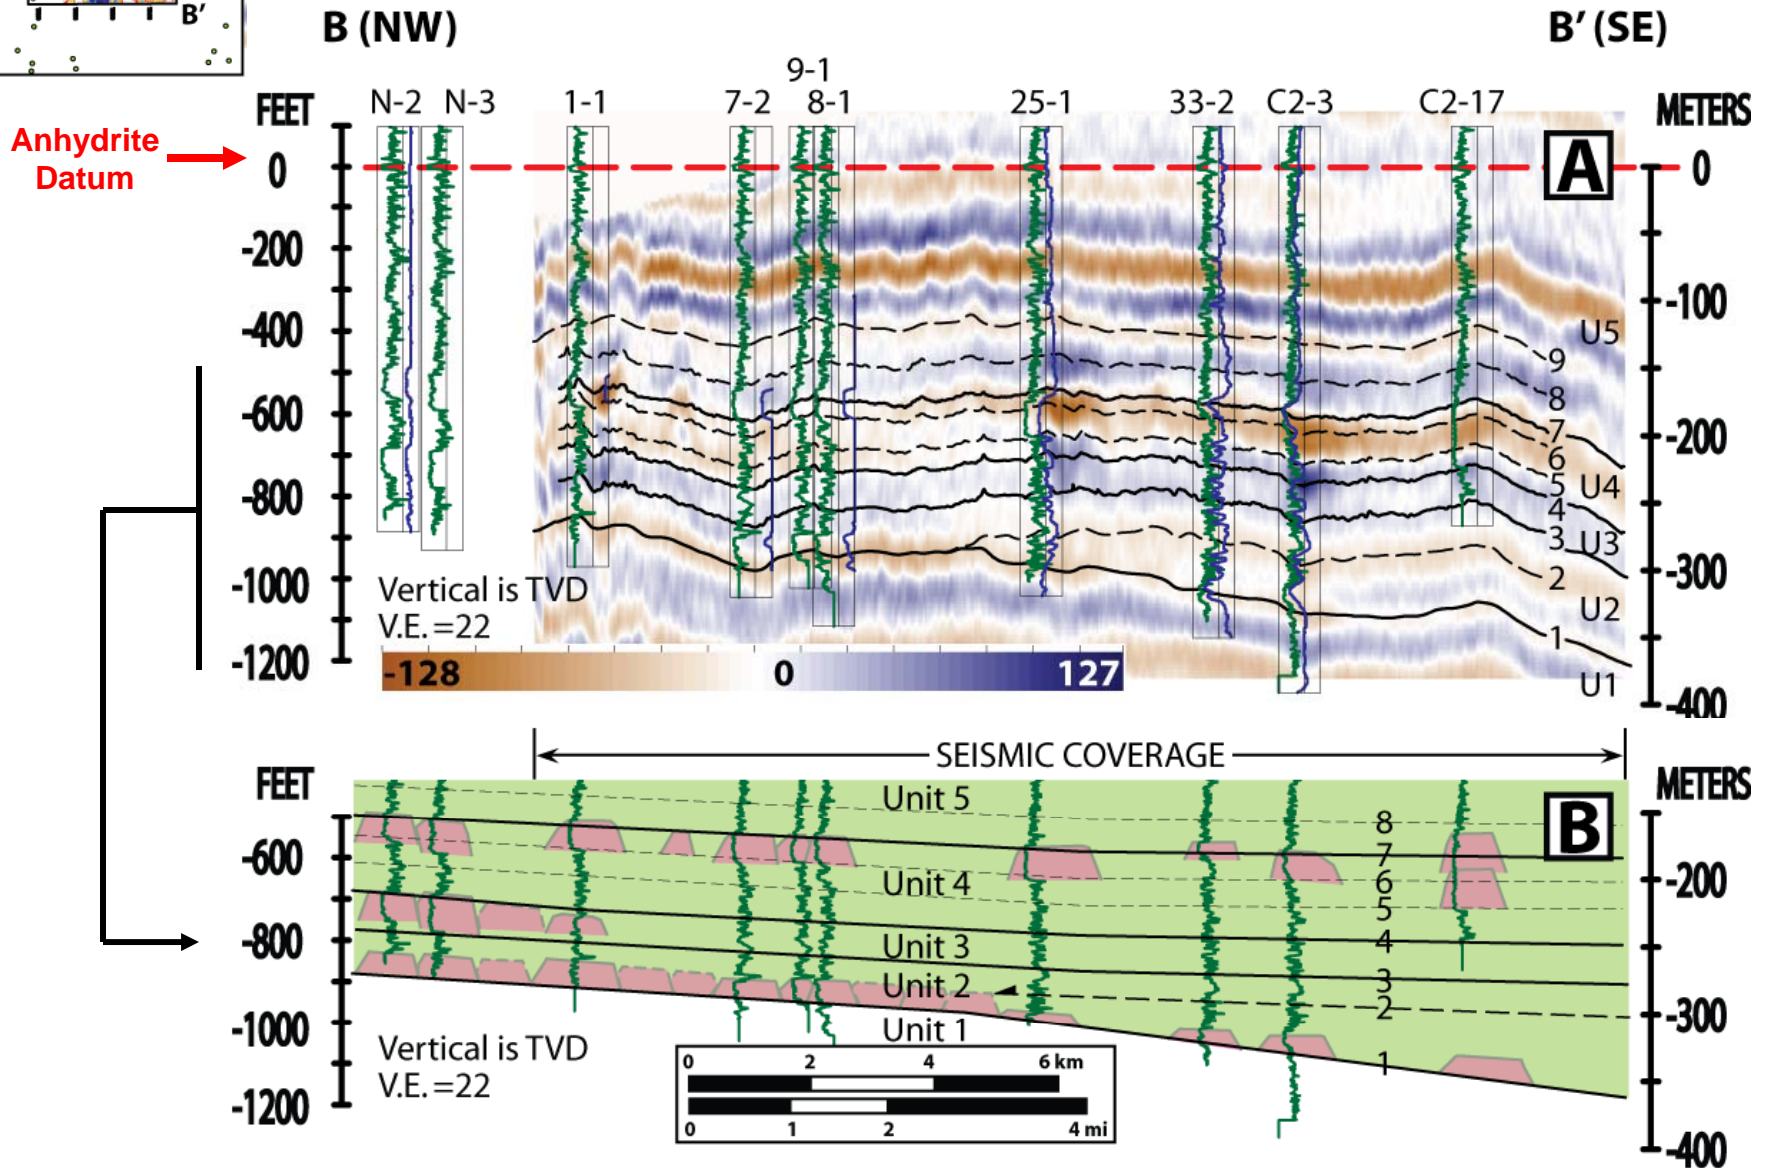 B’
B (NW)
B’ (SE)
9-1
FEET
N-2
N-3
1-1
7-2
8-1
25-1
33-2
C2-3
C2-17
METERS
Anhydrite
Datum
A
0
-200
-400
-600
-800
-1000
-1200
0
-100
-200
-300
-400
U5
9
8
7
6
5
U4
4
3
U3
2
U2
1
U1
Vertical is TVD
V.E. =22
-128
0
127
SEISMIC COVERAGE
FEET
METERS
B
-600
-800
-1000
-1200
-200
-300
-400
Unit 5
8
7
6
Unit 4
5
4
Unit 3
3
Unit 2
2
Unit 1
1
Vertical is TVD
V.E. =22
0 2 4 6 km
0 1 2 4 mi